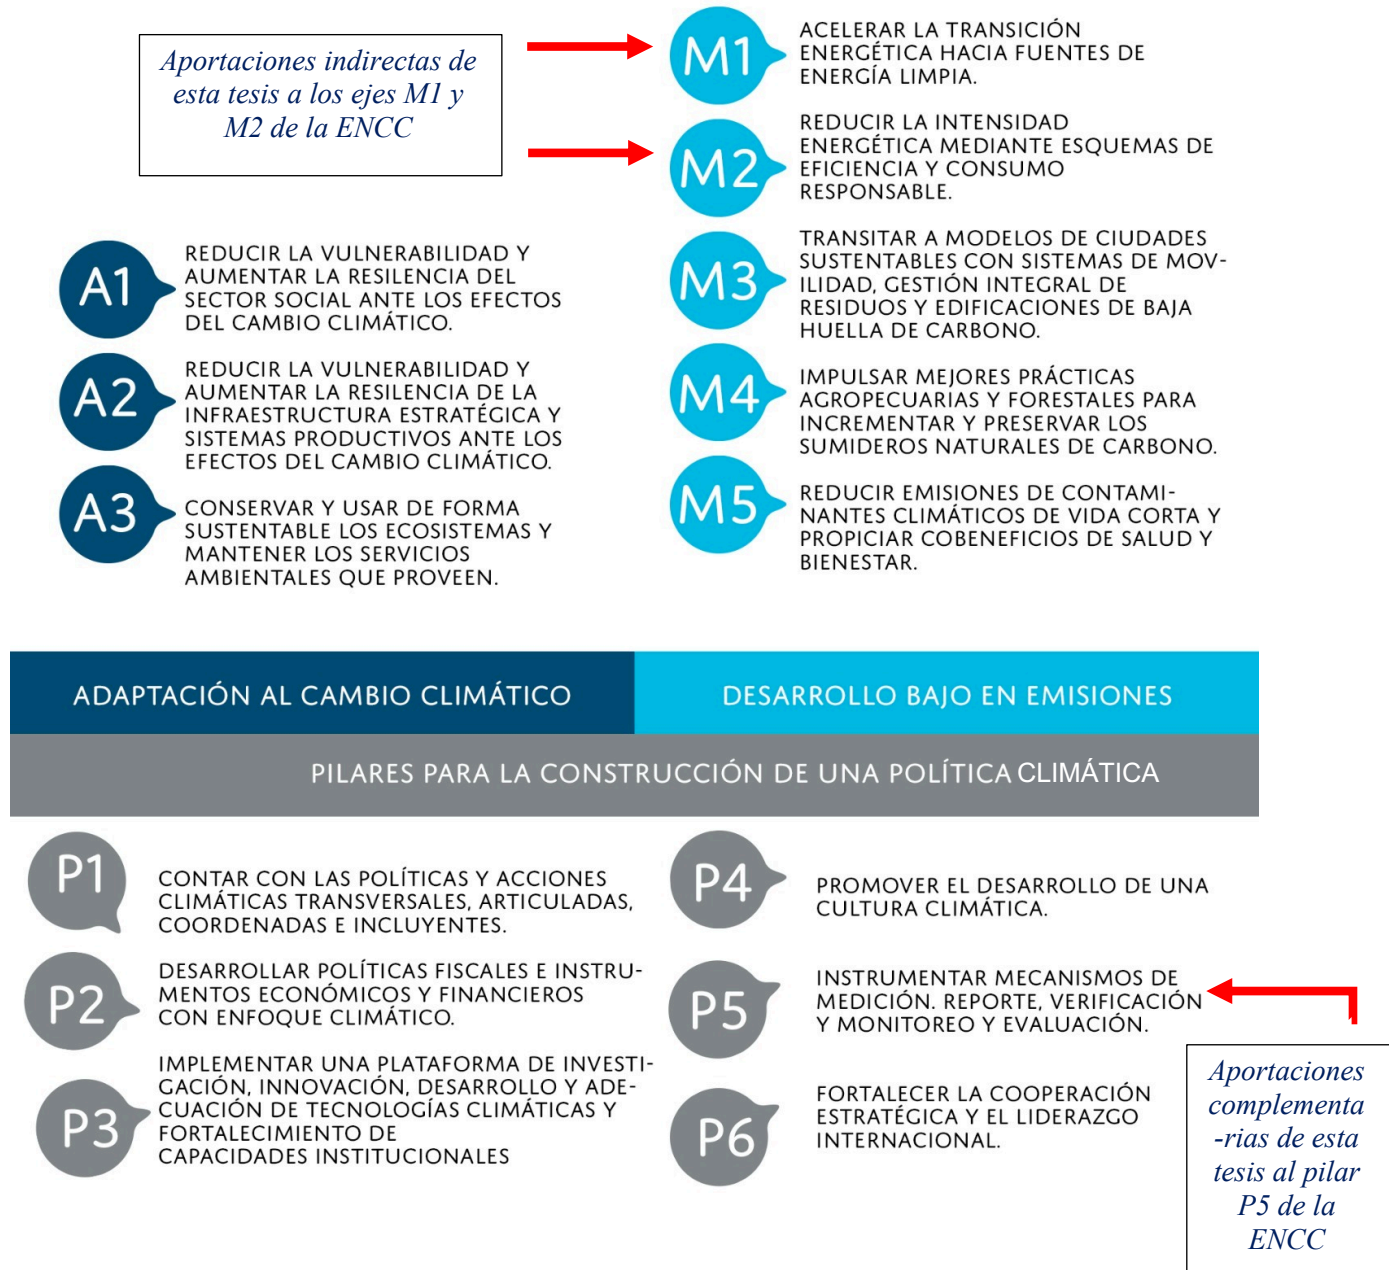 Aportaciones indirectas de
esta tesis a los ejes M1 y
M2 de la ENCC
M1
ACELERAR LA TRANSICIÓN
ENERGÉTICA HACIA FUENTES DE
ENERGÍA LIMPIA.
M2
REDUCIR LA INTENSIDAD
ENERGÉTICA MEDIANTE ESQUEMAS DE
EFICIENCIA Y CONSUMO
RESPONSABLE.
A1
REDUCIR LA VULNERABILIDAD Y
AUMENTAR LA RESILENCIA DEL
SECTOR SOCIAL ANTE LOS EFECTOS
DEL CAMBIO CLIMÁTICO.
A2
REDUCIR LA VULNERABILIDAD Y
AUMENTAR LA RESILENCIA DE LA
INFRAESTRUCTURA ESTRATÉGICA Y
SISTEMAS PRODUCTIVOS ANTE LOS
EFECTOS DEL CAMBIO CLIMÁTICO.
A3
CONSERVAR Y USAR DE FORMA
SUSTENTABLE LOS ECOSISTEMAS Y
MANTENER LOS SERVICIOS
AMBIENTALES QUE PROVEEN.
M3
TRANSITAR A MODELOS DE CIUDADES
SUSTENTABLES CON SISTEMAS DE MOV-
ILIDAD, GESTIÓN INTEGRAL DE
RESIDUOS Y EDIFICACIONES DE BAJA
HUELLA DE CARBONO.
M4
IMPULSAR MEJORES PRÁCTICAS
AGROPECUARIAS Y FORESTALES PARA
INCREMENTAR Y PRESERVAR LOS
SUMIDEROS NATURALES DE CARBONO.
M5
REDUCIR EMISIONES DE CONTAMI-
NANTES CLIMÁTICOS DE VIDA CORTA Y
PROPICIAR COBENEFICIOS DE SALUD Y
BIENESTAR.
ADAPTACIÓN AL CAMBIO CLIMÁTICO
DESARROLLO BAJO EN EMISIONES
PILARES PARA LA CONSTRUCCIÓN DE UNA POLÍTICA CLIMÁTICA
P1
CONTAR CON LAS POLÍTICAS Y ACCIONES
CLIMÁTICAS TRANSVERSALES, ARTICULADAS,
COORDENADAS E INCLUYENTES.
P2
DESARROLLAR POLÍTICAS FISCALES E INSTRU-
MENTOS ECONÓMICOS Y FINANCIEROS
CON ENFOQUE CLIMÁTICO.
P3
IMPLEMENTAR UNA PLATAFORMA DE INVESTI-
GACIÓN, INNOVACIÓN, DESARROLLO Y ADE-
CUACIÓN DE TECNOLOGÍAS CLIMÁTICAS Y
FORTALECIMIENTO DE
CAPACIDADES INSTITUCIONALES
P4
PROMOVER EL DESARROLLO DE UNA
CULTURA CLIMÁTICA.
P5
INSTRUMENTAR MECANISMOS DE
MEDICIÓN. REPORTE, VERIFICACIÓN
Y MONITOREO Y EVALUACIÓN.
P6
FORTALECER LA COOPERACIÓN
ESTRATÉGICA Y EL LIDERAZGO
INTERNACIONAL.
Aportaciones
complementa
-rias de esta
tesis al pilar
P5 de la
ENCC